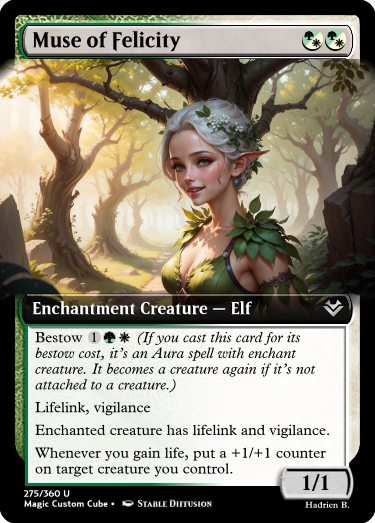 Muse of Felicity
Enchantment Creature — Elf
Bestow 1 (If you cast this card for its
bestow cost, it's an Aura spell with enchant
creature. It becomes a creature again if it's not
attached to a creature.)
Lifelink, vigilance
Enchanted creature has lifelink and vigilance.
Whenever you gain life, put a +1/+1 counter
on target creature you control.
1/1
275/360 U
Magic Custom Cube • Stable Diffusion
Hadrien B.